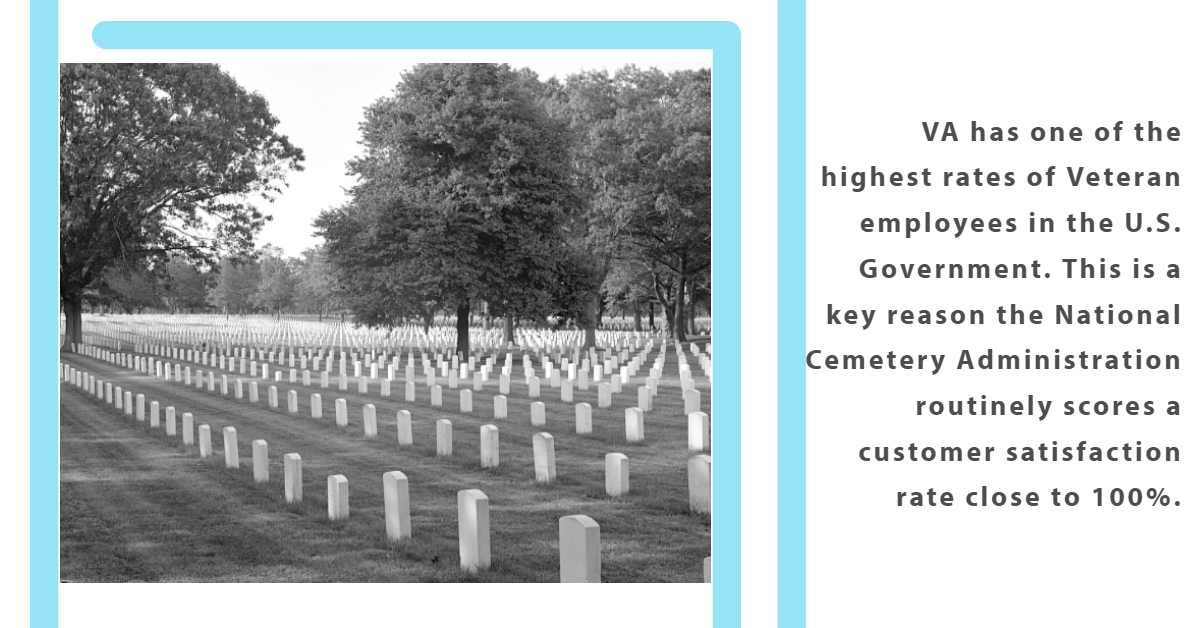 VA has one of the
highest rates of Veteran
employees in the U.S.
Government. This is a
key reason the National
Cemetery Administration
routinely scores a
customer satisfaction
rate close to 100%.